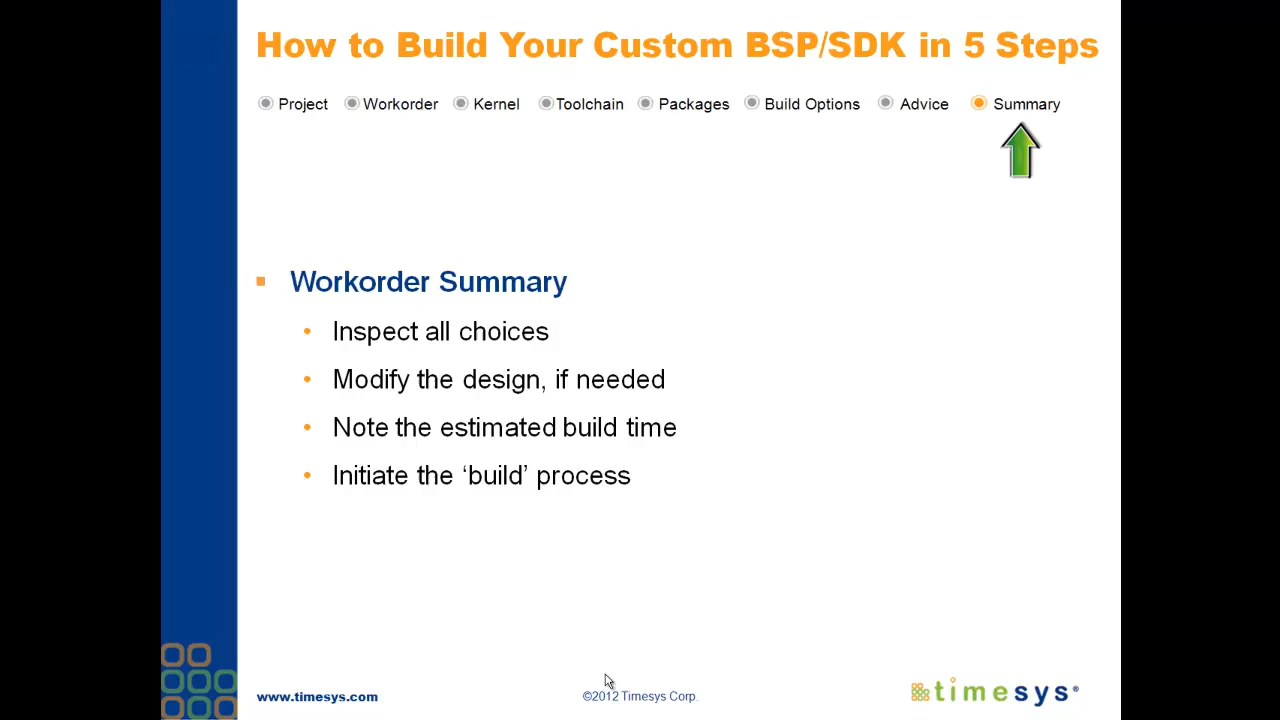 How to Build Your Custom BSP/SDK in 5 Steps
Project Workorder Kernel Toolchain Packages Build Options Advice Summary
Workorder Summary
Inspect all choices
Modify the design, if needed
Note the estimated build time
Initiate the ‘build’ process
www.timesys.com ©2012 Timesys Corp. timesys®